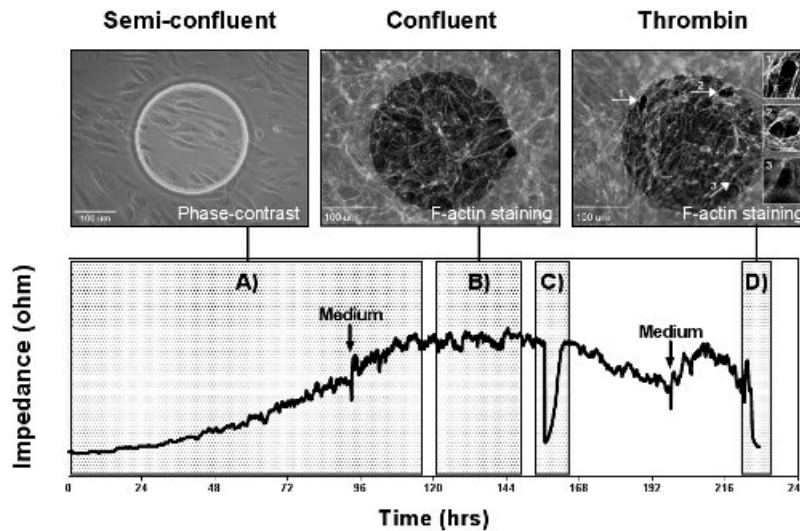 Semi-confluent
Confluent
Thrombin
100 um
Phase-contrast
100 um
F-actin staining
1
2
3
1
2
3
100 um
F-actin staining
Impedance (ohm)
A)
B)
C)
D)
Medium
Medium
0 24 48 72 96 120 144 168 192 216 24
Time (hrs)